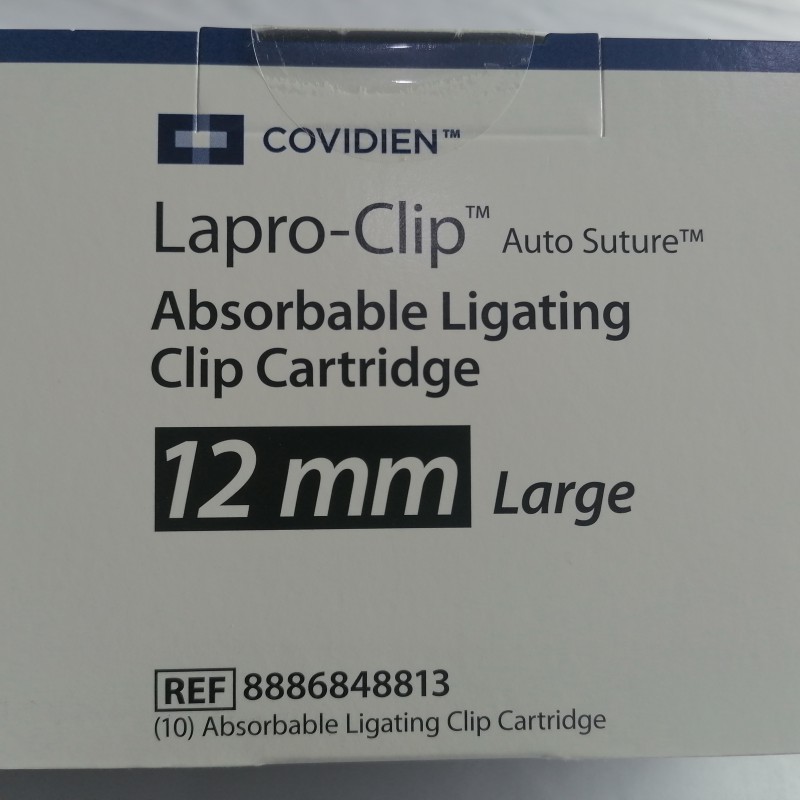 COVIDIEN™
Lapro-Clip™ Auto Suture™
Absorbable Ligating
Clip Cartridge
12 mm Large
REF 8886848813
(10) Absorbable Ligating Clip Cartridge